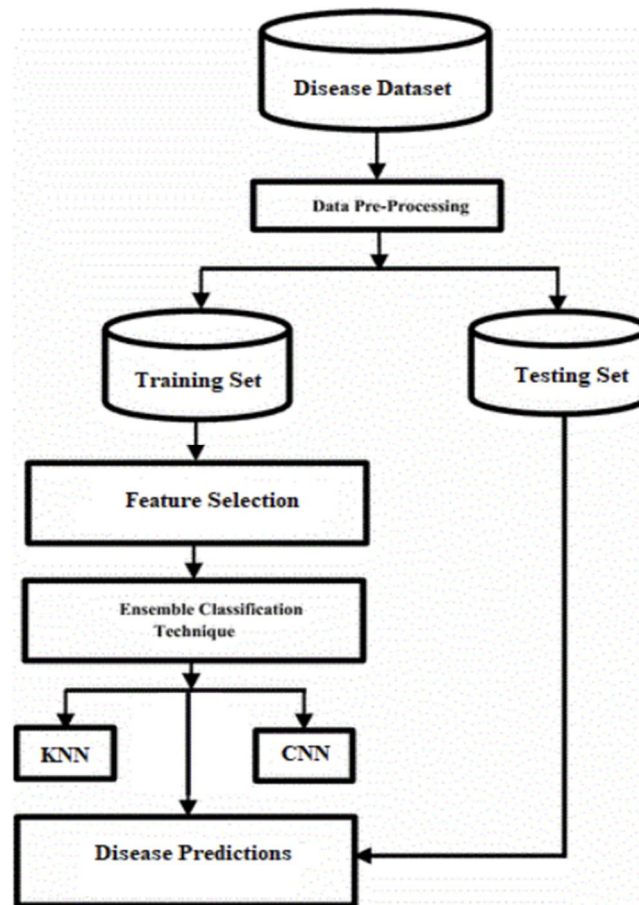 Disease Dataset
Data Pre-Processing
Training Set
Testing Set
Feature Selection
Ensemble Classification
Technique
KNN
CNN
Disease Predictions